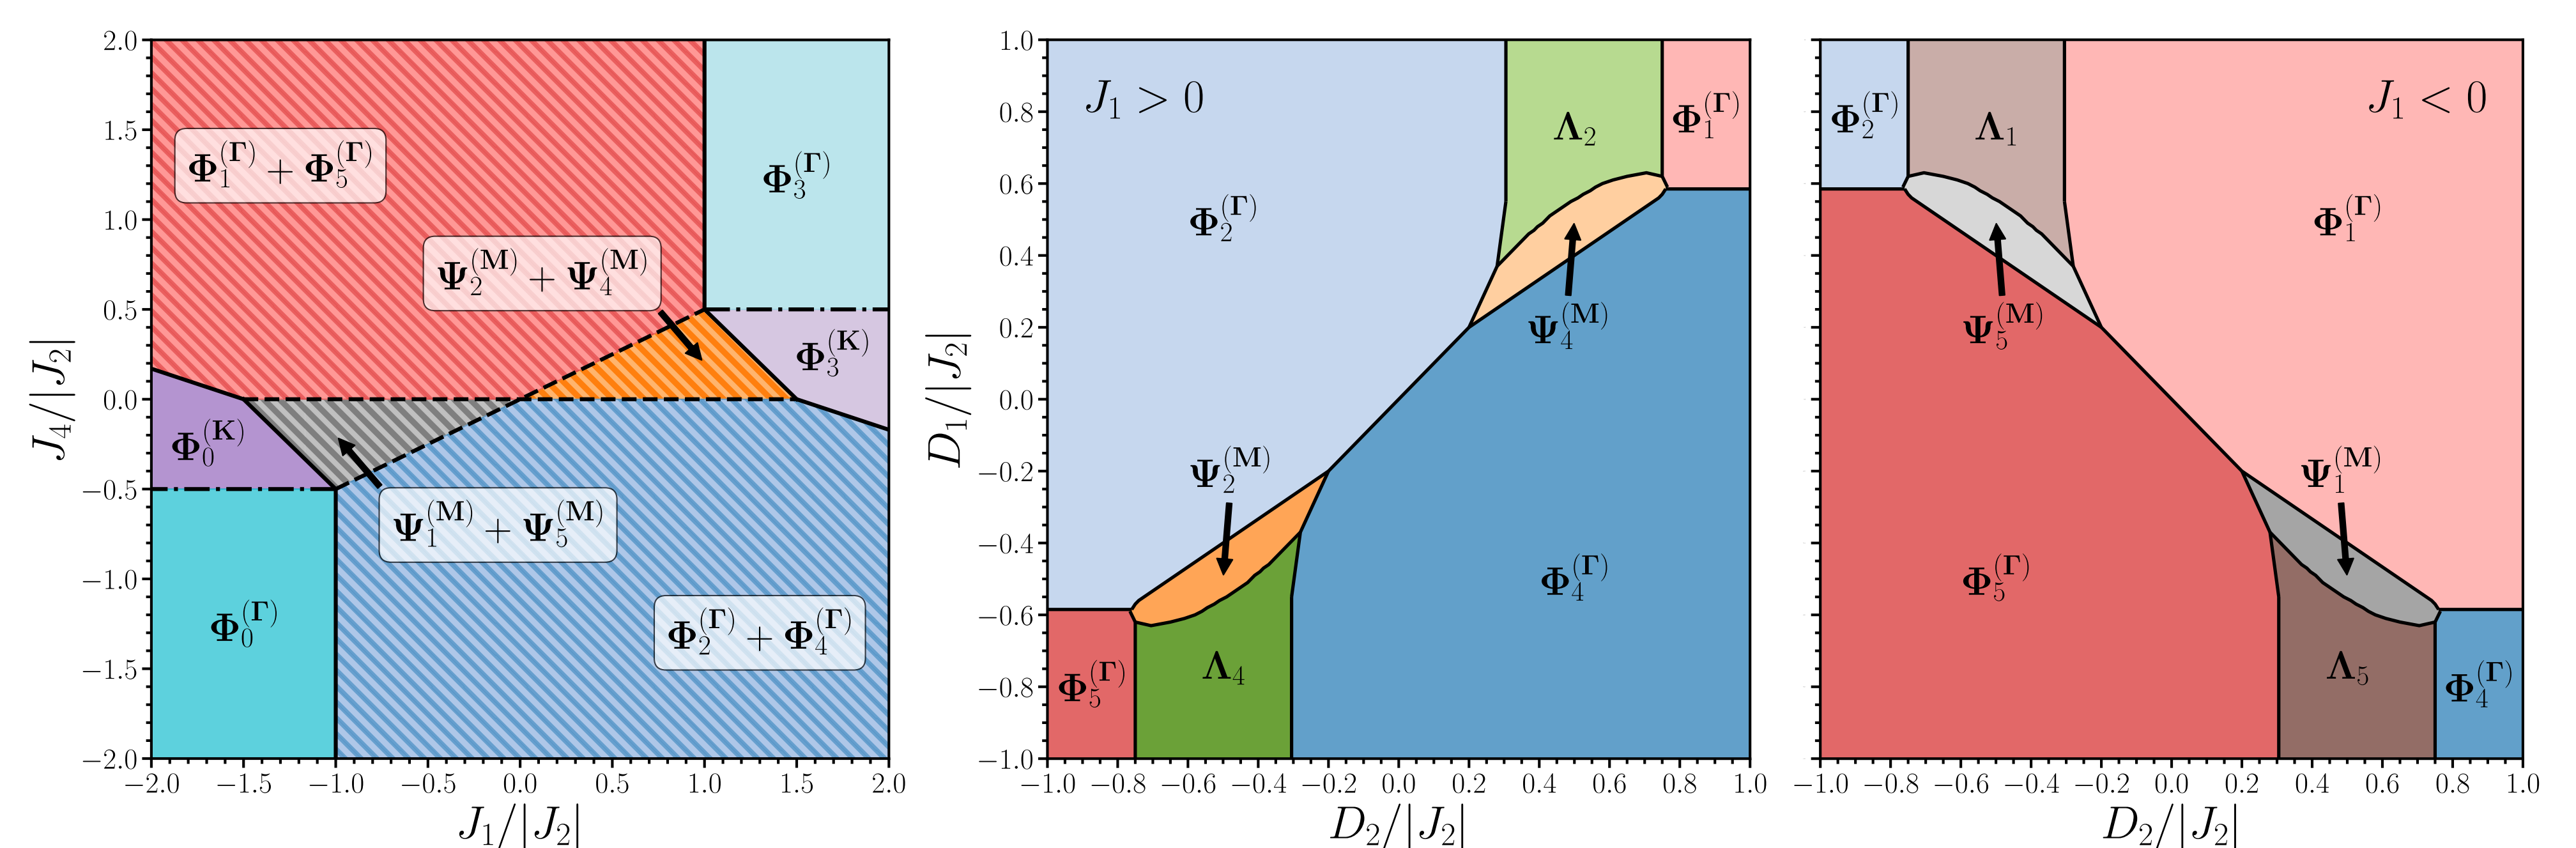 2.0
1.5
1.0
0.5
0.0
−0.5
−1.0
−1.5
−2.0
J₄/|J₂|
−2.0 −1.5 −1.0 −0.5 0.0 0.5 1.0 1.5 2.0
J₁/|J₂|
Φ₁^(Γ) + Φ₅^(Γ)
Φ₃^(Γ)
Ψ₂^(M) + Ψ₄^(M)
Φ₃^(K)
Φ₀^(K)
Ψ₁^(M) + Ψ₅^(M)
Φ₀^(Γ)
Φ₂^(Γ) + Φ₄^(Γ)
1.0
0.8
0.6
0.4
0.2
0.0
−0.2
−0.4
−0.6
−0.8
−1.0
D₁/|J₂|
−1.0 −0.8 −0.6 −0.4 −0.2 0.0 0.2 0.4 0.6 0.8 1.0
D₂/|J₂|
J₁ > 0
Λ₂
Φ₁^(Γ)
Φ₂^(Γ)
Ψ₄^(M)
Ψ₂^(M)
Φ₄^(Γ)
Λ₄
Φ₅^(Γ)
J₁ < 0
Φ₂^(Γ)
Λ₁
Φ₁^(Γ)
Ψ₅^(M)
Ψ₁^(M)
Φ₅^(Γ)
Λ₅
Φ₄^(Γ)
−1.0 −0.8 −0.6 −0.4 −0.2 0.0 0.2 0.4 0.6 0.8 1.0
D₂/|J₂|